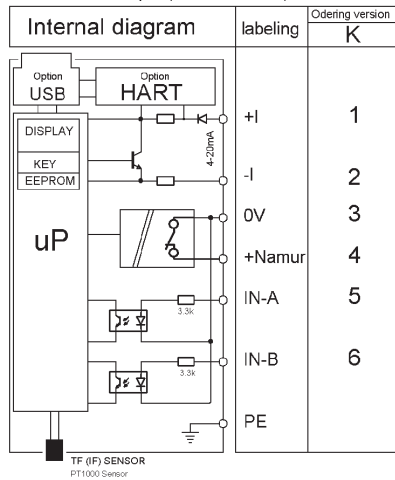 Internal diagram
labeling
Odering version
K
Option
USB
Option
HART
DISPLAY
KEY
EEPROM
uP
4-20mA
+I
1
-I
2
0V
3
+Namur
4
IN-A
5
3.3k
IN-B
6
3.3k
PE
TF (IF) SENSOR
PT1000 Sensor